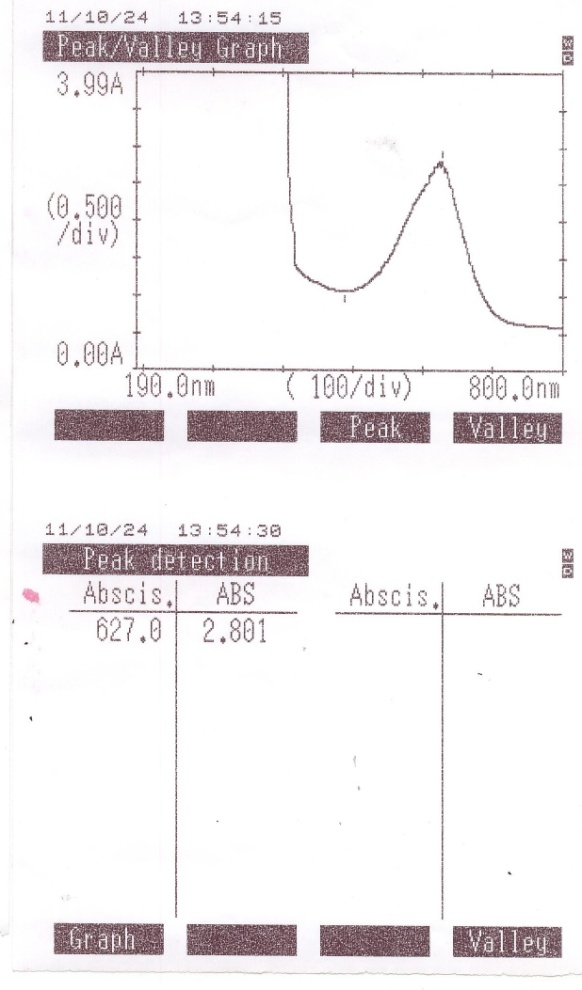 11/10/24 13:54:15
Peak/Valley Graph
3.99A
(0.500
/div)
0.00A
190.0nm ( 100/div) 800.0nm
Peak Valley
11/10/24 13:54:30
Peak detection
Abscis. ABS Abscis. ABS
627.0 2.801
Graph Valley